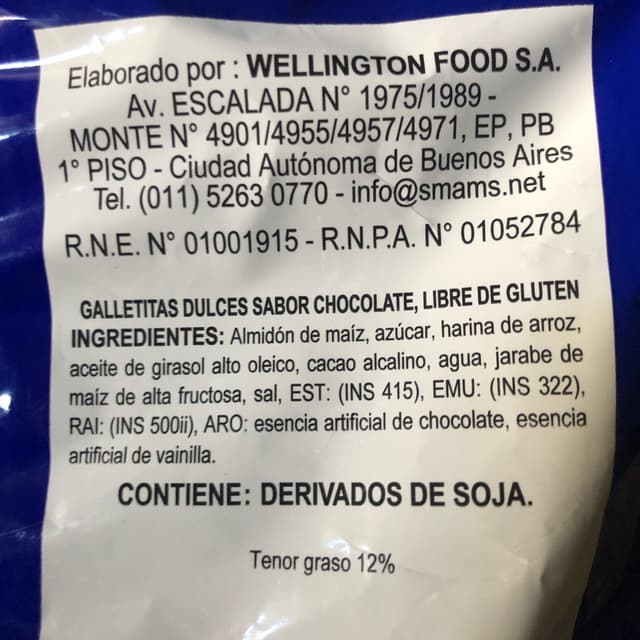 Elaborado por : WELLINGTON FOOD S.A.
Av. ESCALADA N° 1975/1989 -
MONTE N° 4901/4955/4957/4971, EP, PB
1° PISO - Ciudad Autónoma de Buenos Aires
Tel. (011) 5263 0770 - info@smams.net
R.N.E. N° 01001915 - R.N.P.A. N° 01052784
GALLETITAS DULCES SABOR CHOCOLATE, LIBRE DE GLUTEN
INGREDIENTES: Almidón de maíz, azúcar, harina de arroz,
aceite de girasol alto oleico, cacao alcalino, agua, jarabe de
maíz de alta fructosa, sal, EST: (INS 415), EMU: (INS 322),
RAI: (INS 500ii), ARO: esencia artificial de chocolate, esencia
artificial de vainilla.
CONTIENE: DERIVADOS DE SOJA.
Tenor graso 12%